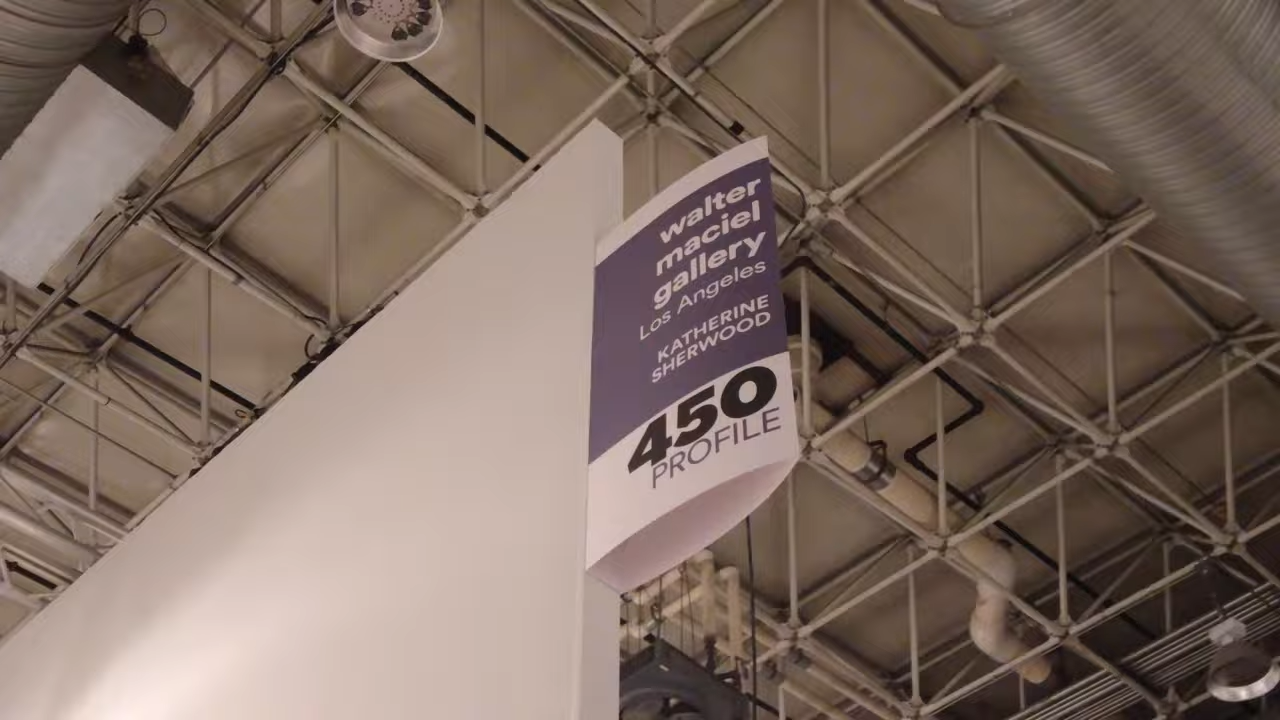 walter
maciel
gallery
Los Angeles
KATHERINE
SHERWOOD
450
PROFILE